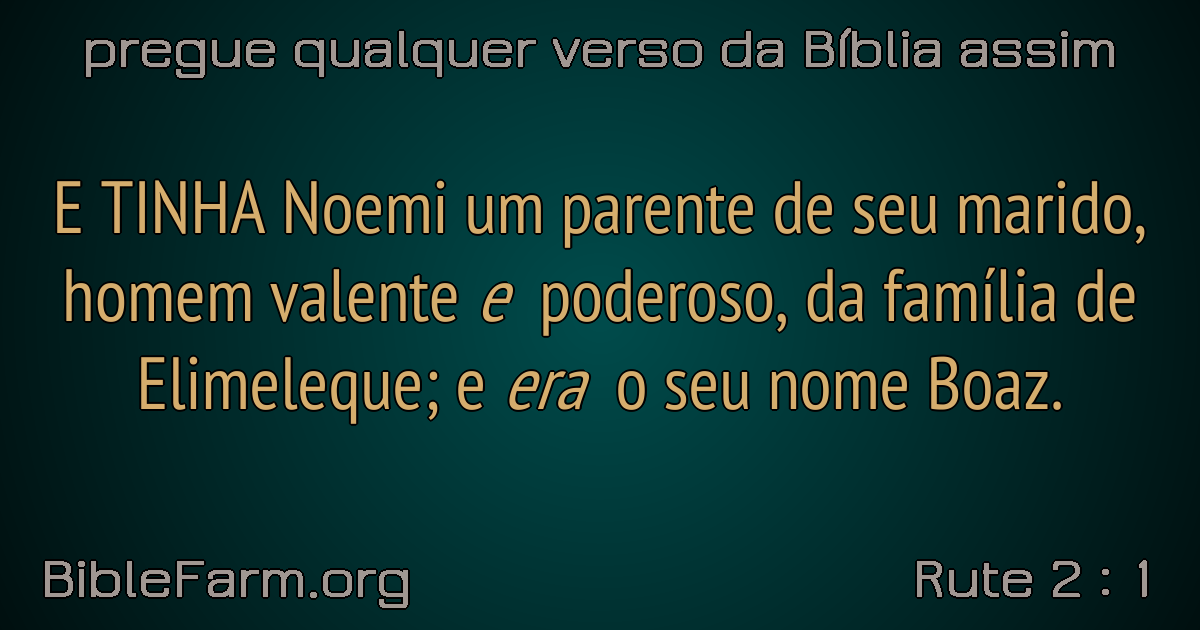 pregue qualquer verso da Bíblia assim
E TINHA Noemi um parente de seu marido,
homem valente e poderoso, da família de
Elimeleque; e era o seu nome Boaz.
BibleFarm.org
Rute 2 : 1